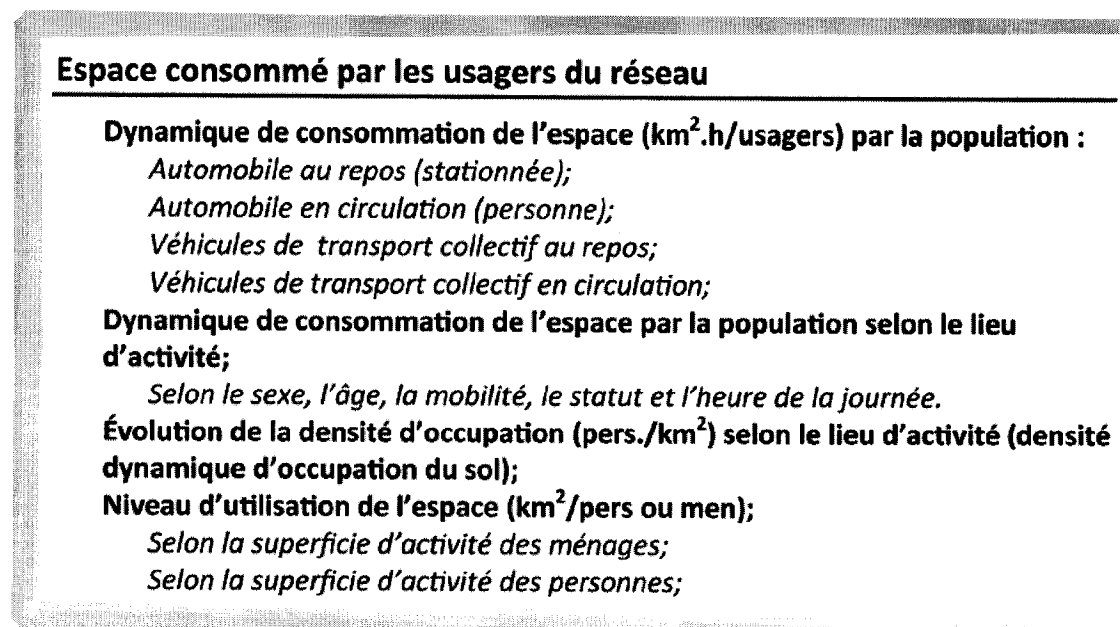 Espace consommé par les usagers du réseau
Dynamique de consommation de l'espace (km².h/usagers) par la population :
Automobile au repos (stationnée);
Automobile en circulation (personne);
Véhicules de transport collectif au repos;
Véhicules de transport collectif en circulation;
Dynamique de consommation de l'espace par la population selon le lieu
d'activité;
Selon le sexe, l'âge, la mobilité, le statut et l'heure de la journée.
Évolution de la densité d'occupation (pers./km²) selon le lieu d'activité (densité
dynamique d'occupation du sol);
Niveau d'utilisation de l'espace (km²/pers ou men);
Selon la superficie d'activité des ménages;
Selon la superficie d'activité des personnes;